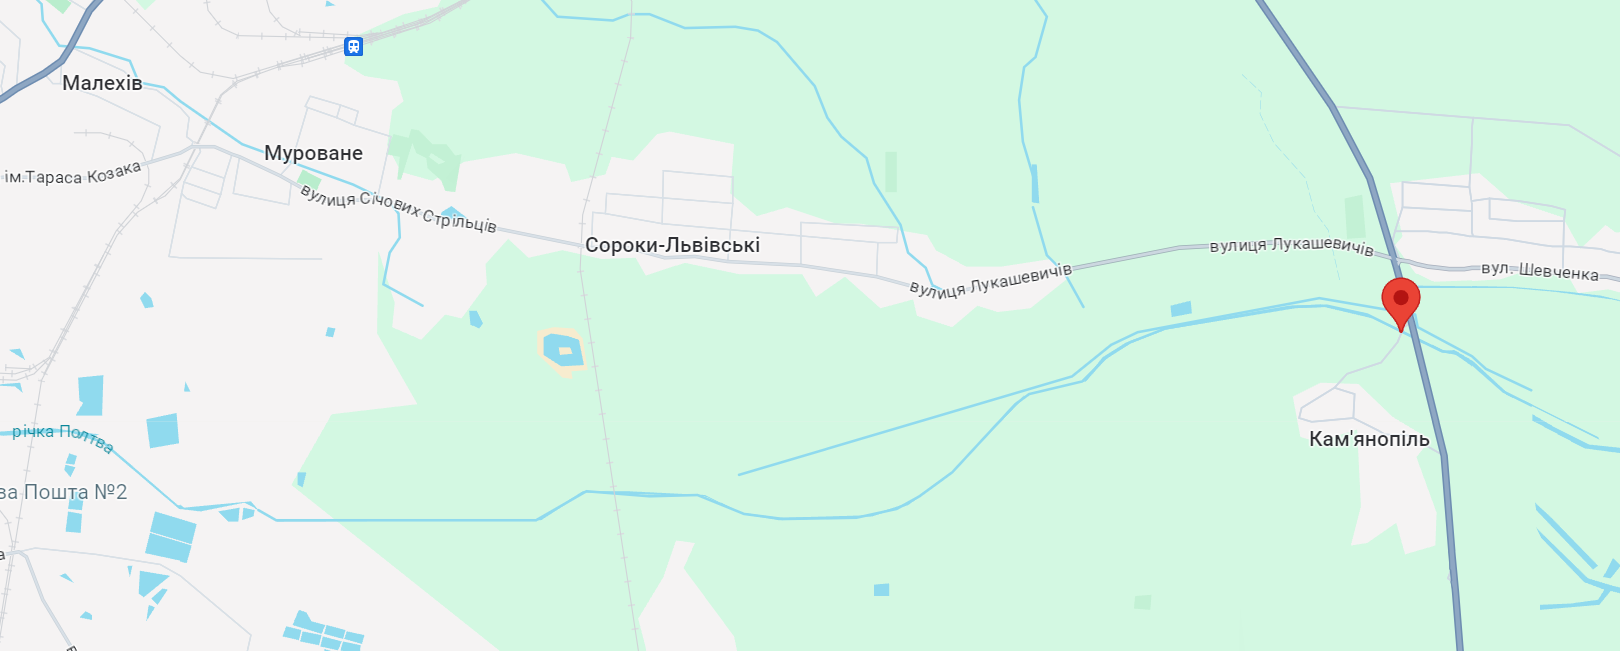 Малехів
Муроване
ім.Тараса Козака
вулиця Січових Стрільців
Сороки-Львівські
вулиця Лукашевичів
вулиця Лукашевичів
вул. Шевченка
річка Полтва
Кам'янопіль
ва Пошта №2
а
в